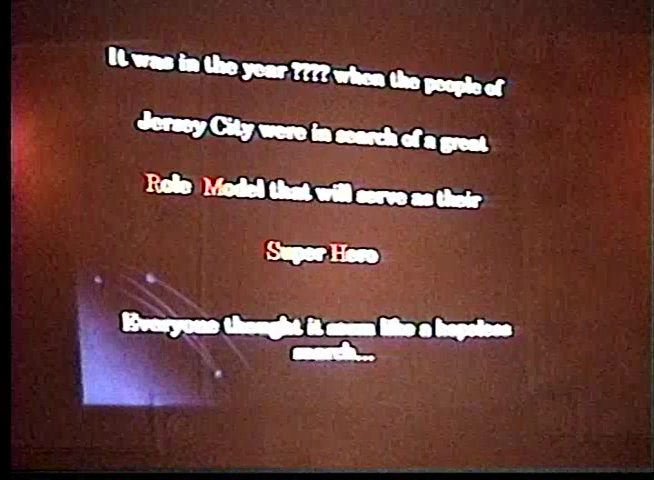 It was in the year ???? when the people of
Jersey City were in search of a great
Role Model that will serve as their
Super Hero
Everyone thought it seem like a hopeless
search...